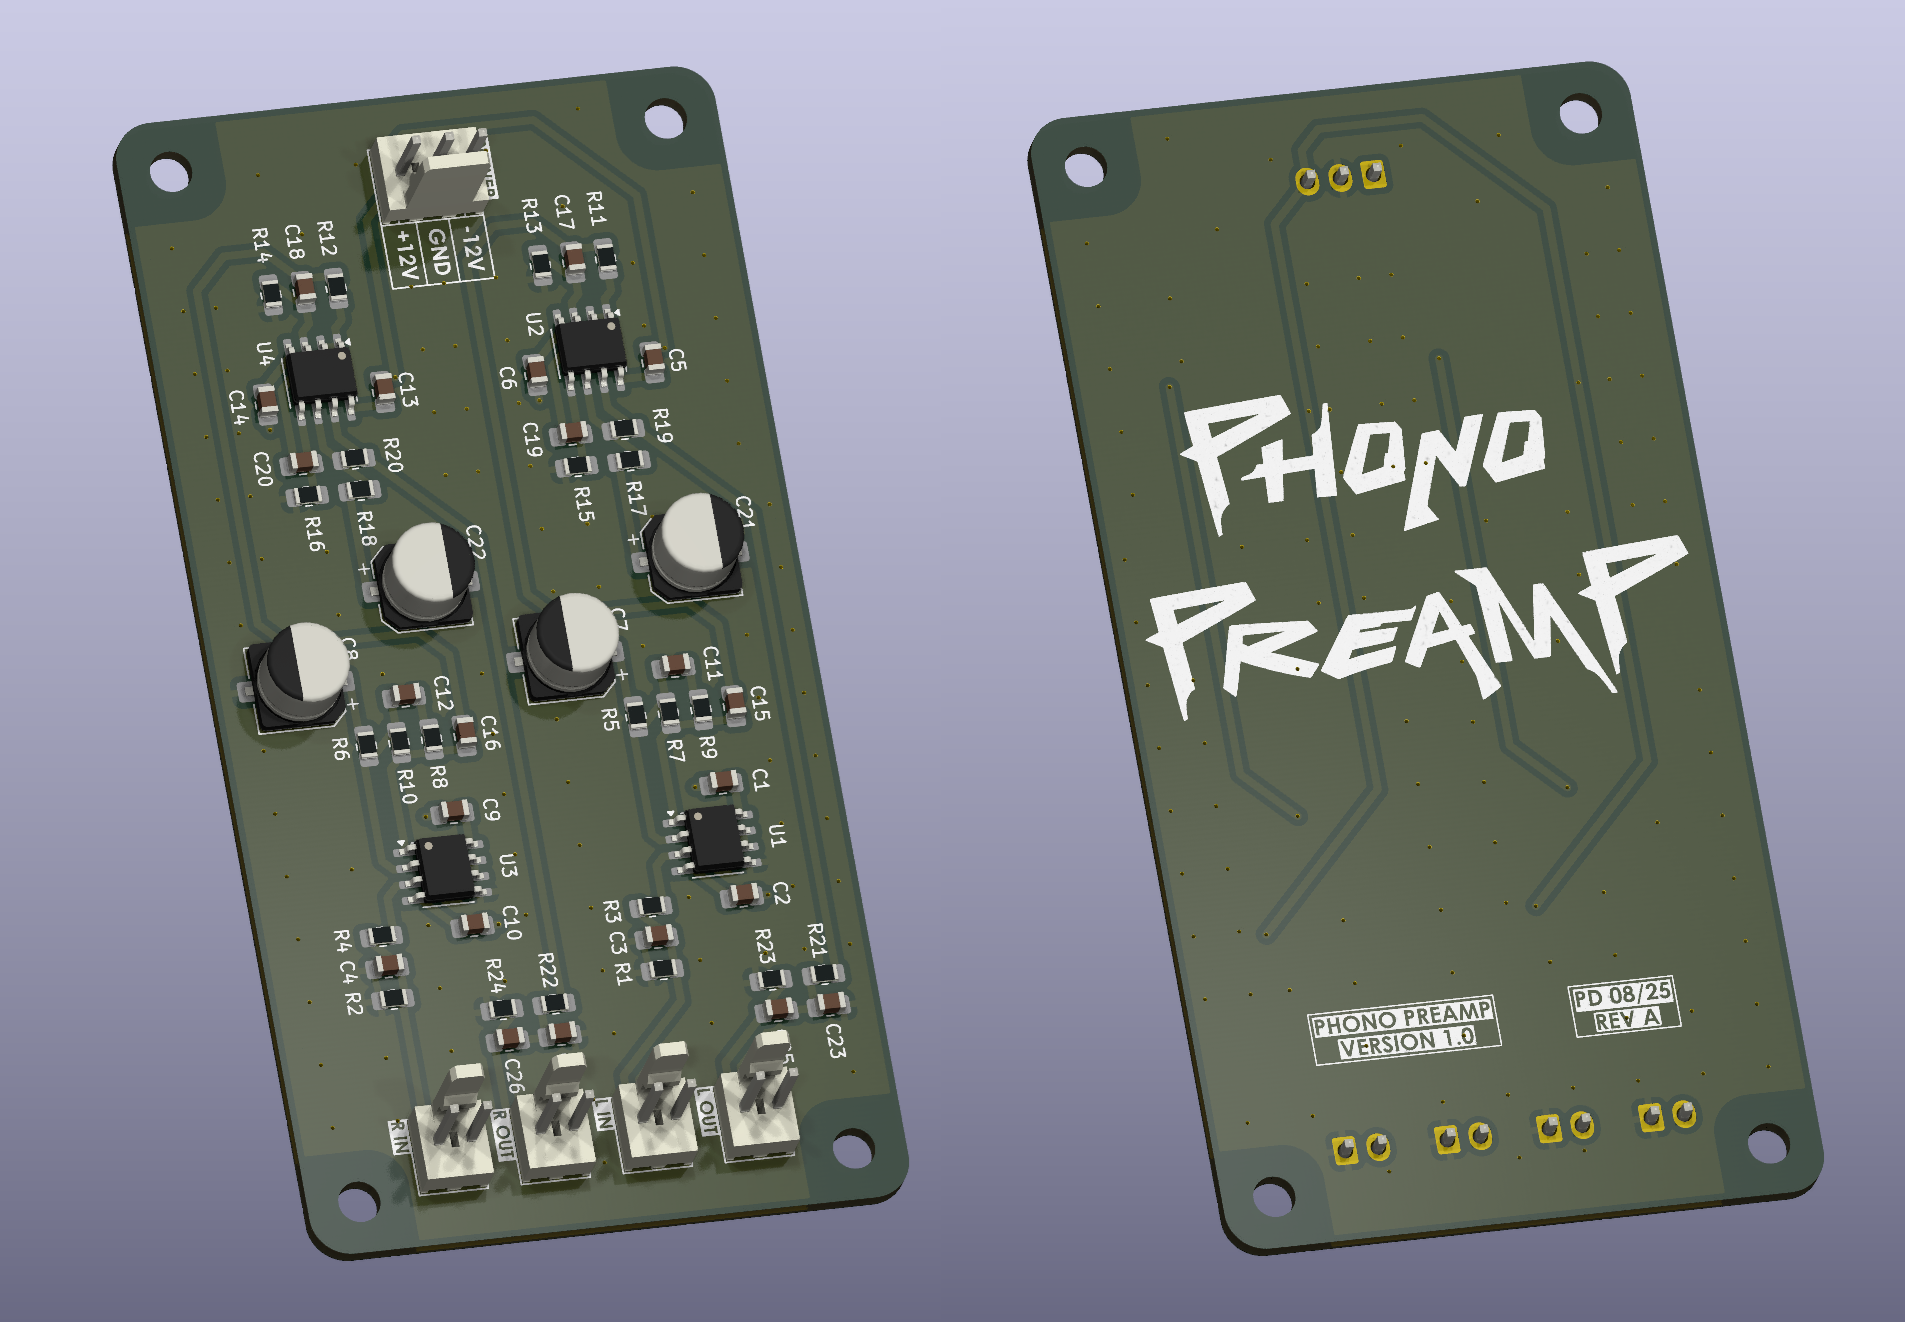 R13
C17
R11
R14
C18
R12
+12V
GND
-12V
U2
U4
C6
C5
C14
C13
C19
R19
C20
R20
R15
R17
R16
R18
C22
C21
+
+
C8
C7
+
+
C12
C11
C16
C15
R6
R10
R8
R5
R7
R9
C9
C1
U3
U1
C10
C2
R4
C4
R2
R3
C3
R1
R24
R22
R23
R21
C26
C23
R IN
R OUT
L IN
L OUT
PHONO
PREAMP
PHONO PREAMP
VERSION 1.0
PD 08/25
REV A